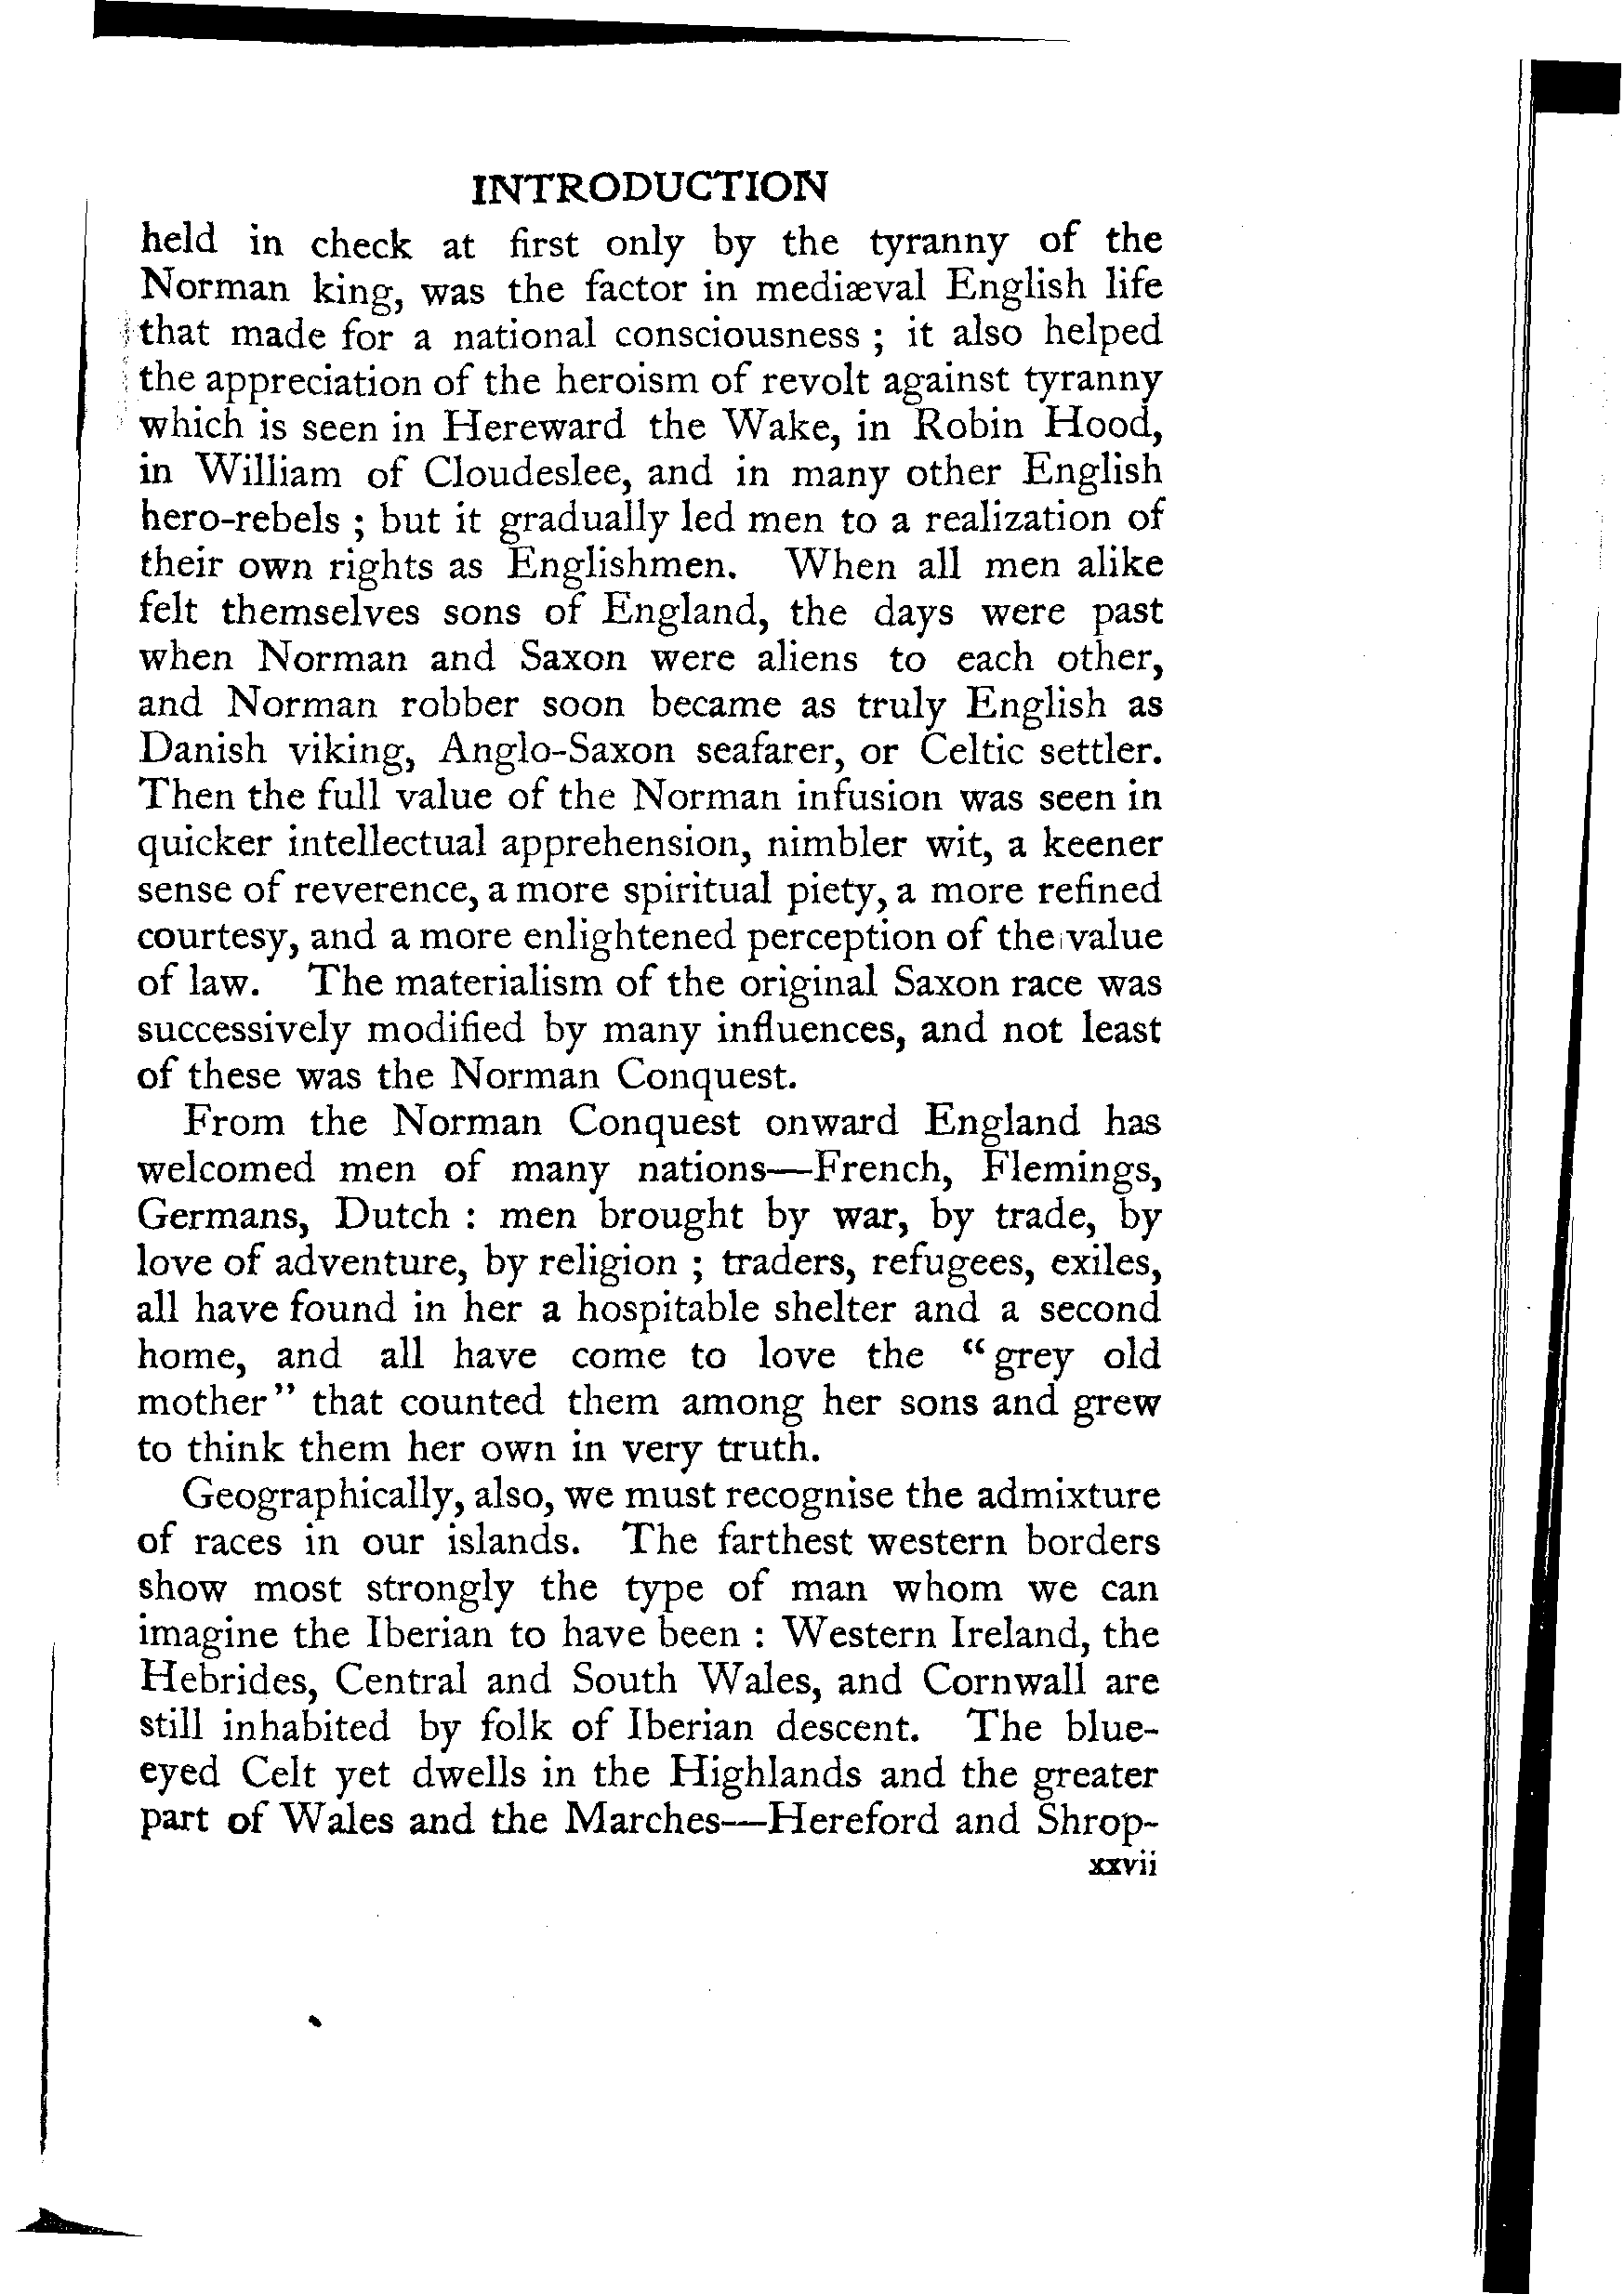 INTRODUCTION
held in check at first only by the tyranny of the
Norman king, was the factor in mediæval English life
that made for a national consciousness ; it also helped
the appreciation of the heroism of revolt against tyranny
which is seen in Hereward the Wake, in Robin Hood,
in William of Cloudeslee, and in many other English
hero-rebels ; but it gradually led men to a realization of
their own rights as Englishmen. When all men alike
felt themselves sons of England, the days were past
when Norman and Saxon were aliens to each other,
and Norman robber soon became as truly English as
Danish viking, Anglo-Saxon seafarer, or Celtic settler.
Then the full value of the Norman infusion was seen in
quicker intellectual apprehension, nimbler wit, a keener
sense of reverence, a more spiritual piety, a more refined
courtesy, and a more enlightened perception of the value
of law. The materialism of the original Saxon race was
successively modified by many influences, and not least
of these was the Norman Conquest.
From the Norman Conquest onward England has
welcomed men of many nations—French, Flemings,
Germans, Dutch : men brought by war, by trade, by
love of adventure, by religion ; traders, refugees, exiles,
all have found in her a hospitable shelter and a second
home, and all have come to love the “grey old
mother” that counted them among her sons and grew
to think them her own in very truth.
Geographically, also, we must recognise the admixture
of races in our islands. The farthest western borders
show most strongly the type of man whom we can
imagine the Iberian to have been : Western Ireland, the
Hebrides, Central and South Wales, and Cornwall are
still inhabited by folk of Iberian descent. The blue-
eyed Celt yet dwells in the Highlands and the greater
part of Wales and the Marches—Hereford and Shrop-
xxvii